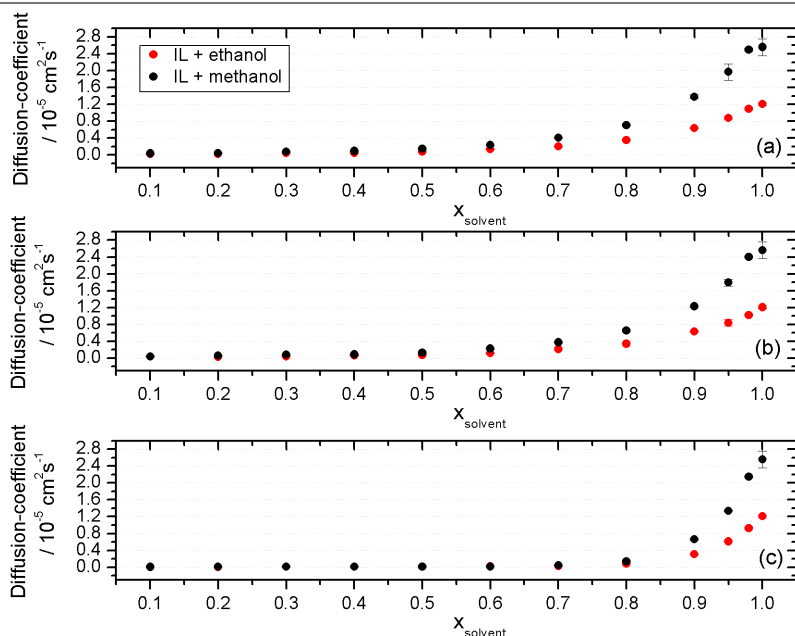 Diffusion-coefficient
/ 10⁻⁵ cm²s⁻¹
2.8
2.4
2.0
1.6
1.2
0.8
0.4
0.0
IL + ethanol
IL + methanol
(a)
0.1 0.2 0.3 0.4 0.5 0.6 0.7 0.8 0.9 1.0
x_solvent
Diffusion-coefficient
/ 10⁻⁵ cm²s⁻¹
2.8
2.4
2.0
1.6
1.2
0.8
0.4
0.0
(b)
0.1 0.2 0.3 0.4 0.5 0.6 0.7 0.8 0.9 1.0
x_solvent
Diffusion-coefficient
/ 10⁻⁵ cm²s⁻¹
2.8
2.4
2.0
1.6
1.2
0.8
0.4
0.0
(c)
0.1 0.2 0.3 0.4 0.5 0.6 0.7 0.8 0.9 1.0
x_solvent